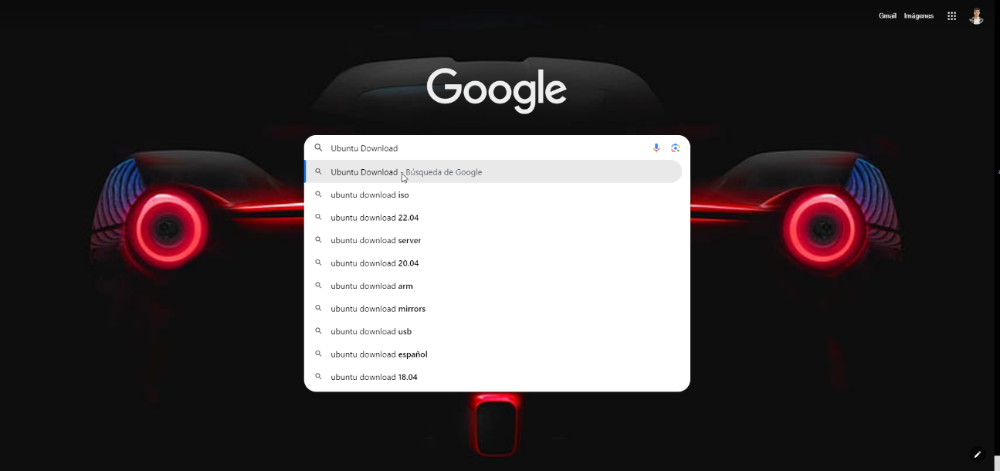 Gmail Imágenes
Google
Ubuntu Download
Ubuntu Download - Búsqueda de Google
ubuntu download iso
ubuntu download 22.04
ubuntu download server
ubuntu download 20.04
ubuntu download arm
ubuntu download mirrors
ubuntu download usb
ubuntu download español
ubuntu download 18.04